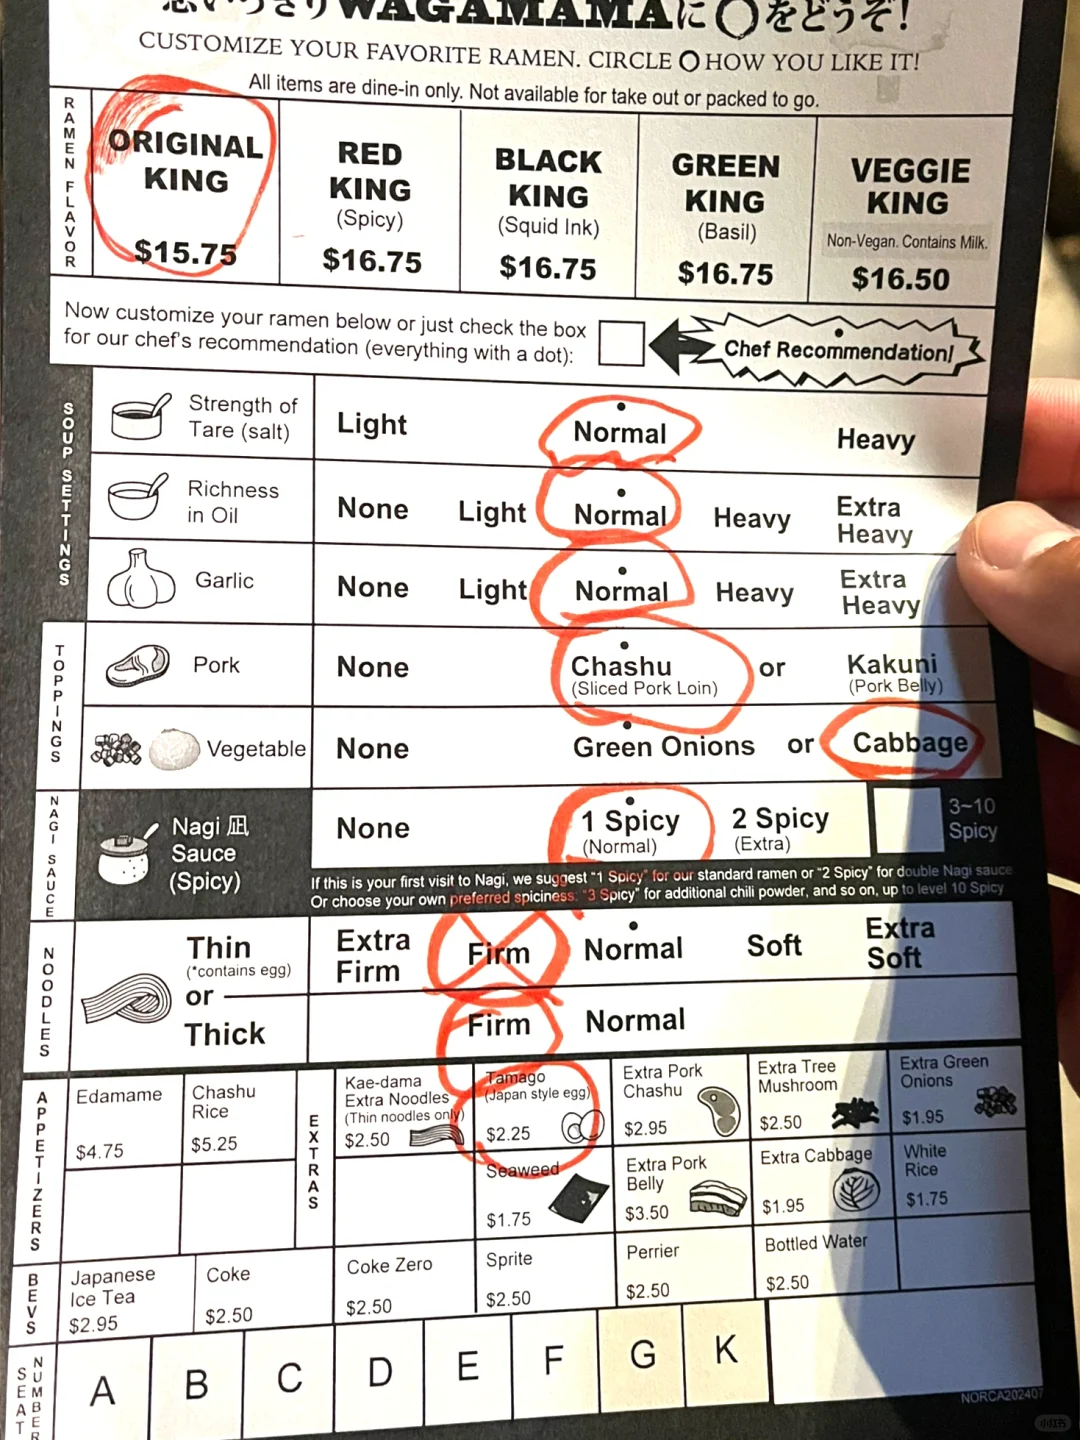 思いっきりWAGAMAMAに〇をどうぞ!
CUSTOMIZE YOUR FAVORITE RAMEN. CIRCLE O HOW YOU LIKE IT!
All items are dine-in only. Not available for take out or packed to go.
RAMEN FLAVOR
ORIGINAL
KING
$15.75
RED
KING
(Spicy)
$16.75
BLACK
KING
(Squid Ink)
$16.75
GREEN
KING
(Basil)
$16.75
VEGGIE
KING
Non-Vegan. Contains Milk.
$16.50
Now customize your ramen below or just check the box
for our chef's recommendation (everything with a dot):
Chef Recommendation!
SOUP SETTINGS
Strength of
Tare (salt)
Light
Normal
Heavy
Richness
in Oil
None
Light
Normal
Heavy
Extra
Heavy
Garlic
None
Light
Normal
Heavy
Extra
Heavy
TOPPINGS
Pork
None
Chashu
(Sliced Pork Loin)
or
Kakuni
(Pork Belly)
Vegetable
None
Green Onions
or
Cabbage
NAGI SAUCE
Nagi 凪
Sauce
(Spicy)
None
1 Spicy
(Normal)
2 Spicy
(Extra)
3~10
Spicy
If this is your first visit to Nagi, we suggest "1 Spicy" for our standard ramen or "2 Spicy" for double Nagi sauce
Or choose your own preferred spiciness. "3 Spicy" for additional chili powder, and so on, up to level 10 Spicy
NOODLES
Thin
(*contains egg)
or
Thick
Extra
Firm
Firm
Normal
Soft
Extra
Soft
Firm
Normal
APPETIZERS
Edamame
$4.75
Chashu
Rice
$5.25
EXTRAS
Kae-dama
Extra Noodles
(Thin noodles only)
$2.50
Tamago
(Japan style egg)
$2.25
Extra Pork
Chashu
$2.95
Extra Tree
Mushroom
$2.50
Extra Green
Onions
$1.95
Seaweed
$1.75
Extra Pork
Belly
$3.50
Extra Cabbage
$1.95
White
Rice
$1.75
BEVS
Japanese
Ice Tea
$2.95
Coke
$2.50
Coke Zero
$2.50
Sprite
$2.50
Perrier
$2.50
Bottled Water
$2.50
SEAT NUMBER
A
B
C
D
E
F
G
K
NORCA202407